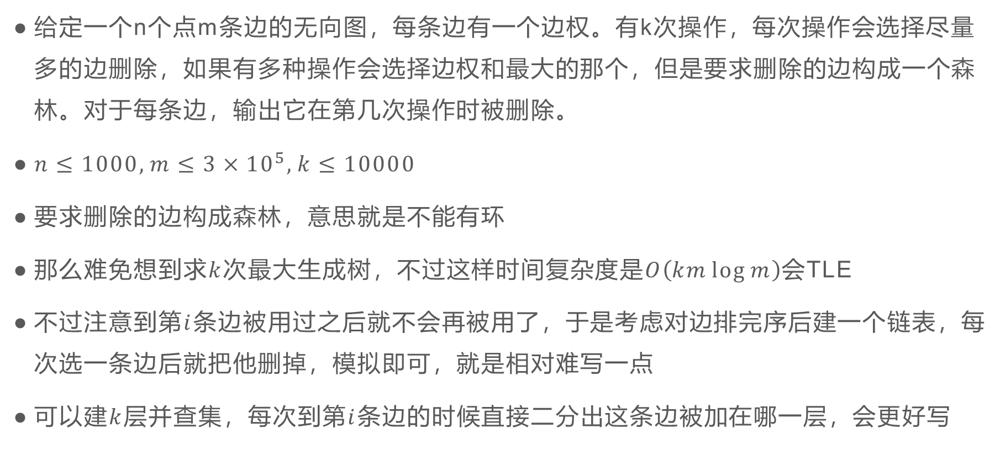 ● 给定一个n个点m条边的无向图，每条边有一个边权。有k次操作，每次操作会选择尽量
多的边删除，如果有多种操作会选择边权和最大的那个，但是要求删除的边构成一个森
林。对于每条边，输出它在第几次操作时被删除。
● n ≤ 1000, m ≤ 3 × 10⁵, k ≤ 10000
● 要求删除的边构成森林，意思就是不能有环
● 那么难免想到求k次最大生成树，不过这样时间复杂度是O(km log m)会TLE
● 不过注意到第i条边被用过之后就不会再被用了，于是考虑对边排完序后建一个链表，每
次选一条边后就把他删掉，模拟即可，就是相对难写一点
● 可以建k层并查集，每次到第i条边的时候直接二分出这条边被加在哪一层，会更好写